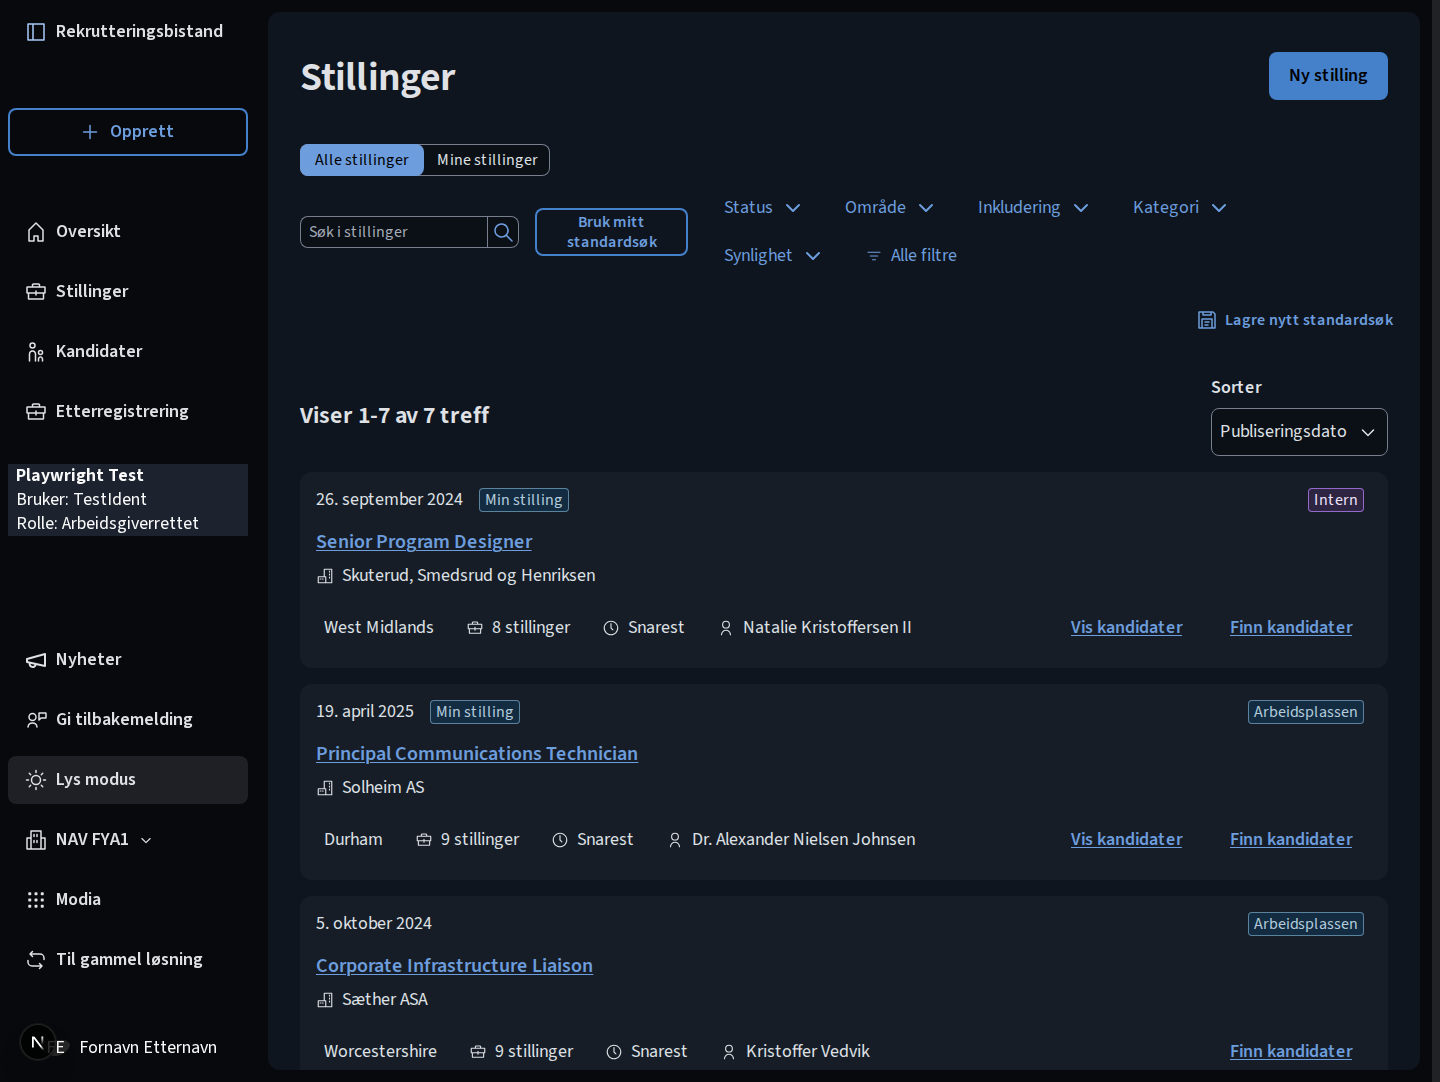 Rekrutteringsbistand
Opprett
Oversikt
Stillinger
Kandidater
Etterregistrering
Playwright Test
Bruker: TestIdent
Rolle: Arbeidsgiverrettet
Nyheter
Gi tilbakemelding
Lys modus
NAV FYA1
Modia
Til gammel løsning
N
E
Fornavn Etternavn
Stillinger
Ny stilling
Alle stillinger
Mine stillinger
Søk i stillinger
Bruk mitt
standardsøk
Status
Område
Inkludering
Kategori
Synlighet
Alle filtre
Lagre nytt standardsøk
Viser 1-7 av 7 treff
Sorter
Publiseringsdato
26. september 2024
Min stilling
Intern
Senior Program Designer
Skuterud, Smedsrud og Henriksen
West Midlands
8 stillinger
Snarest
Natalie Kristoffersen II
Vis kandidater
Finn kandidater
19. april 2025
Min stilling
Arbeidsplassen
Principal Communications Technician
Solheim AS
Durham
9 stillinger
Snarest
Dr. Alexander Nielsen Johnsen
Vis kandidater
Finn kandidater
5. oktober 2024
Arbeidsplassen
Corporate Infrastructure Liaison
Sæther ASA
Worcestershire
9 stillinger
Snarest
Kristoffer Vedvik
Finn kandidater